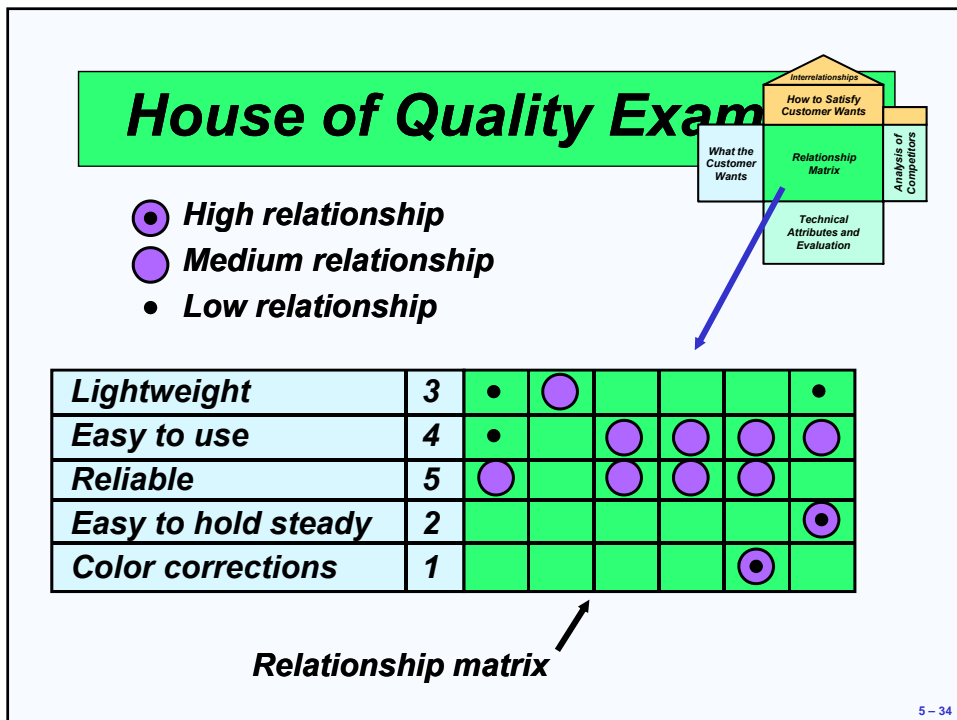 House of Quality Exam
Interrelationships
How to Satisfy
Customer Wants
What the
Customer
Wants
Relationship
Matrix
Analysis of
Competitors
Technical
Attributes and
Evaluation
High relationship
Medium relationship
Low relationship
Lightweight 3
Easy to use 4
Reliable 5
Easy to hold steady 2
Color corrections 1
Relationship matrix
5 – 34